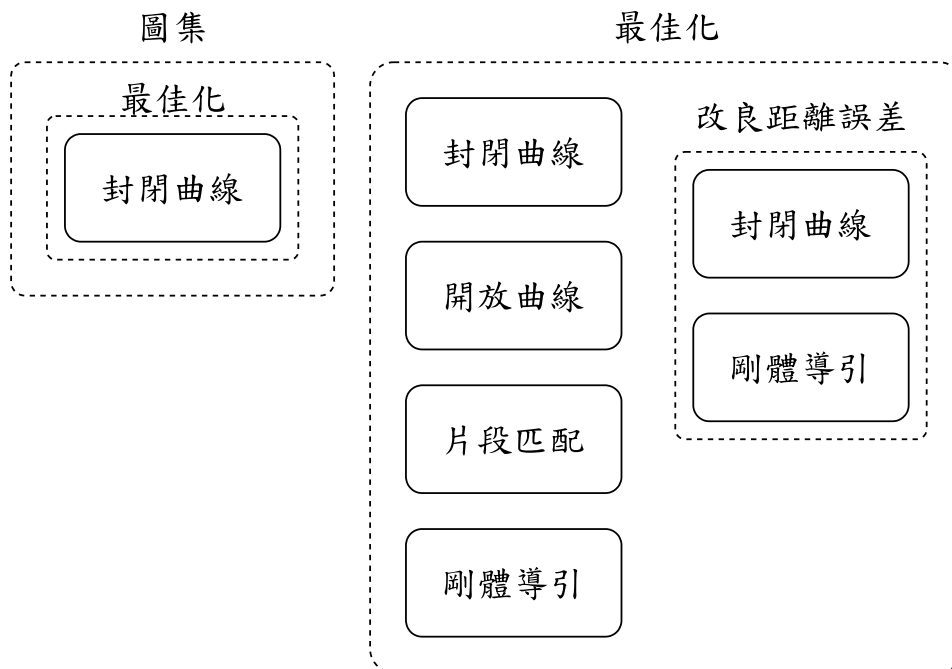 圖集
最佳化
封閉曲線
最佳化
封閉曲線
開放曲線
片段匹配
剛體導引
改良距離誤差
封閉曲線
剛體導引